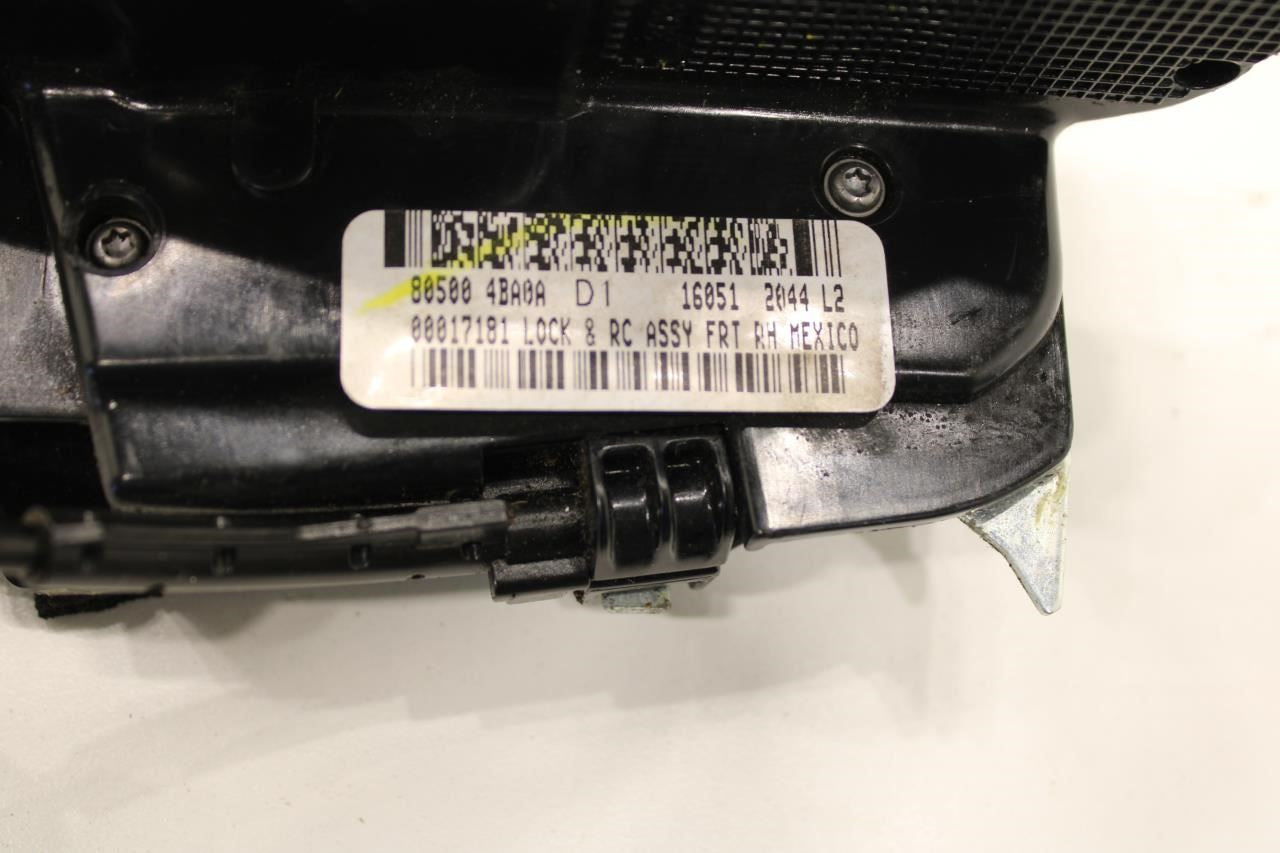 80500 4BA0A D1 16051 2044 L2
00017181 LOCK & RC ASSY FRT RH MEXICO